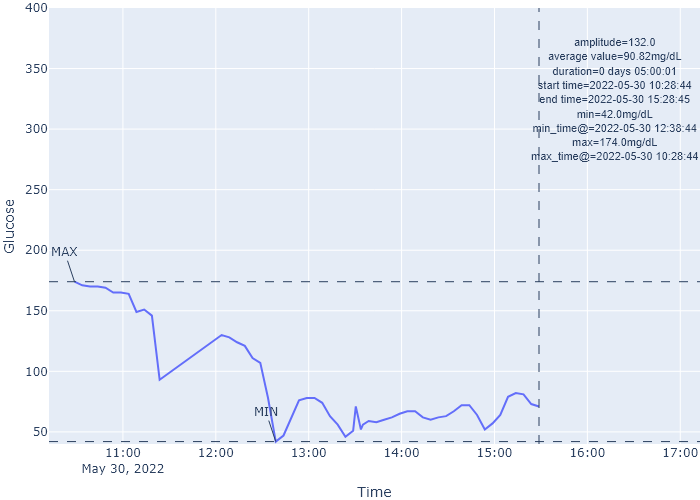 400
350
300
250
200
150
100
50
Glucose
amplitude=132.0
average value=90.82mg/dL
duration=0 days 05:00:01
start time=2022-05-30 10:28:44
end time=2022-05-30 15:28:45
min=42.0mg/dL
min_time@=2022-05-30 12:38:44
max=174.0mg/dL
max_time@=2022-05-30 10:28:44
MAX
MIN
11:00 12:00 13:00 14:00 15:00 16:00 17:00
May 30, 2022
Time